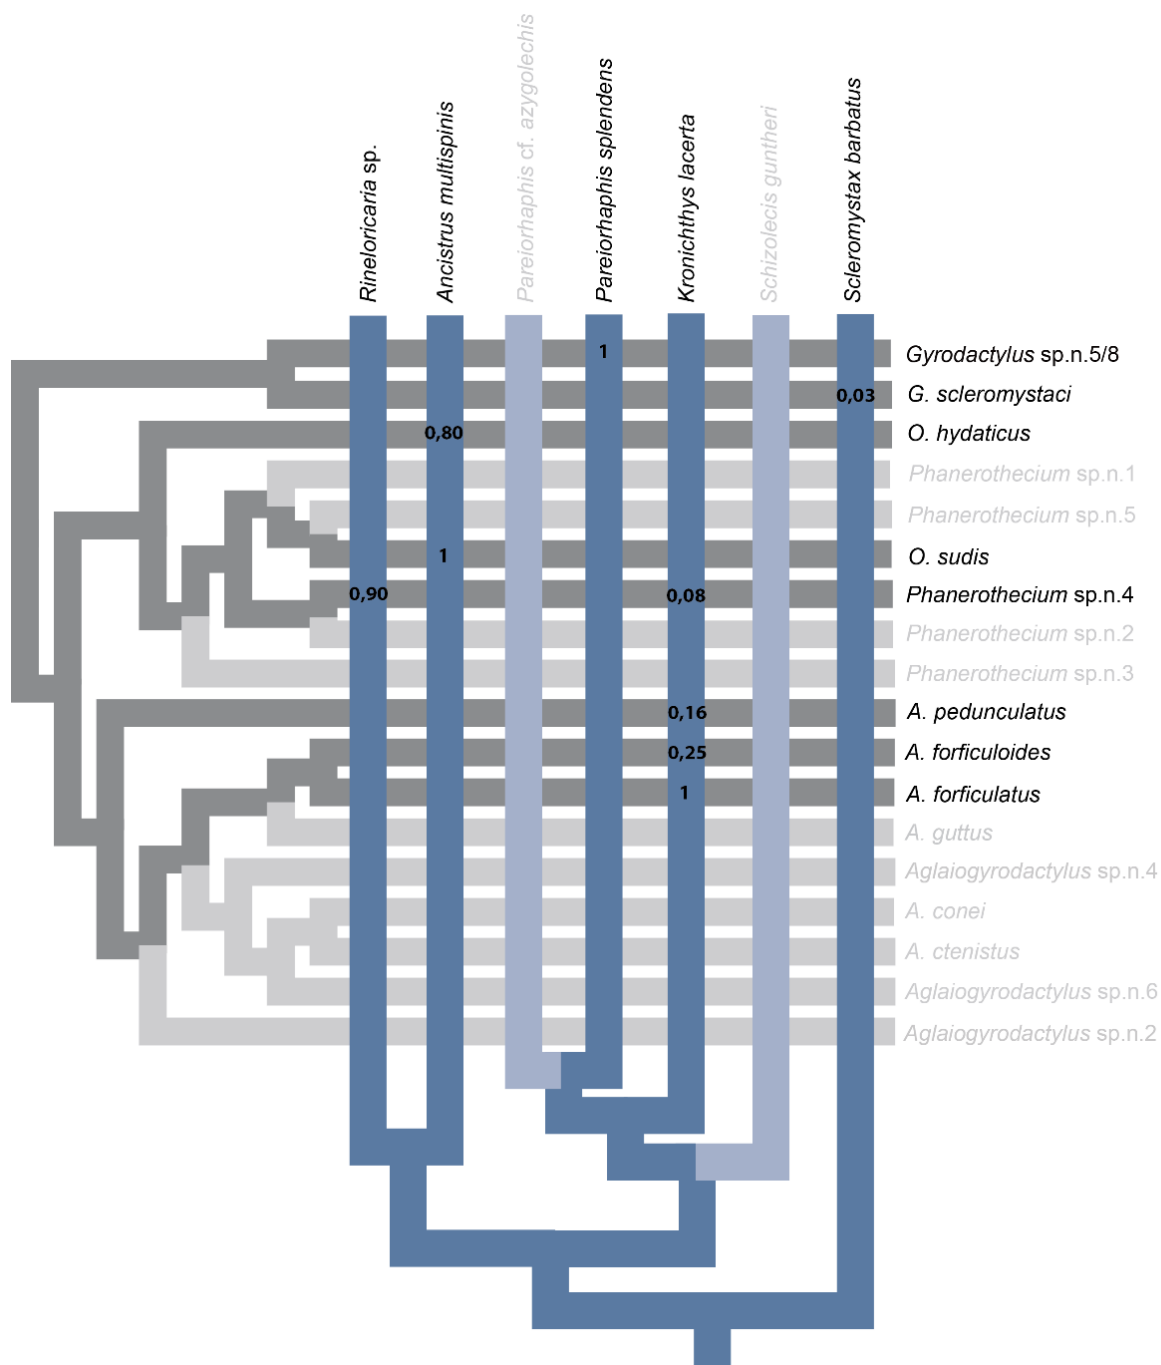 Rineloricaria sp.
Ancistrus multispinis
Pareiorhaphis cf. azygolechis
Pareiorhaphis splendens
Kronichthys lacerta
Schizolecis guntheri
Scleromystax barbatus
1 Gyrodactylus sp.n.5/8
0,03 G. scleromystaci
0,80 O. hydaticus
Phanerothecium sp.n.1
Phanerothecium sp.n.5
1 O. sudis
0,90 0,08 Phanerothecium sp.n.4
Phanerothecium sp.n.2
Phanerothecium sp.n.3
0,16 A. pedunculatus
0,25 A. forficuloides
1 A. forficulatus
A. guttus
Aglaiogyrodactylus sp.n.4
A. conei
A. ctenistus
Aglaiogyrodactylus sp.n.6
Aglaiogyrodactylus sp.n.2